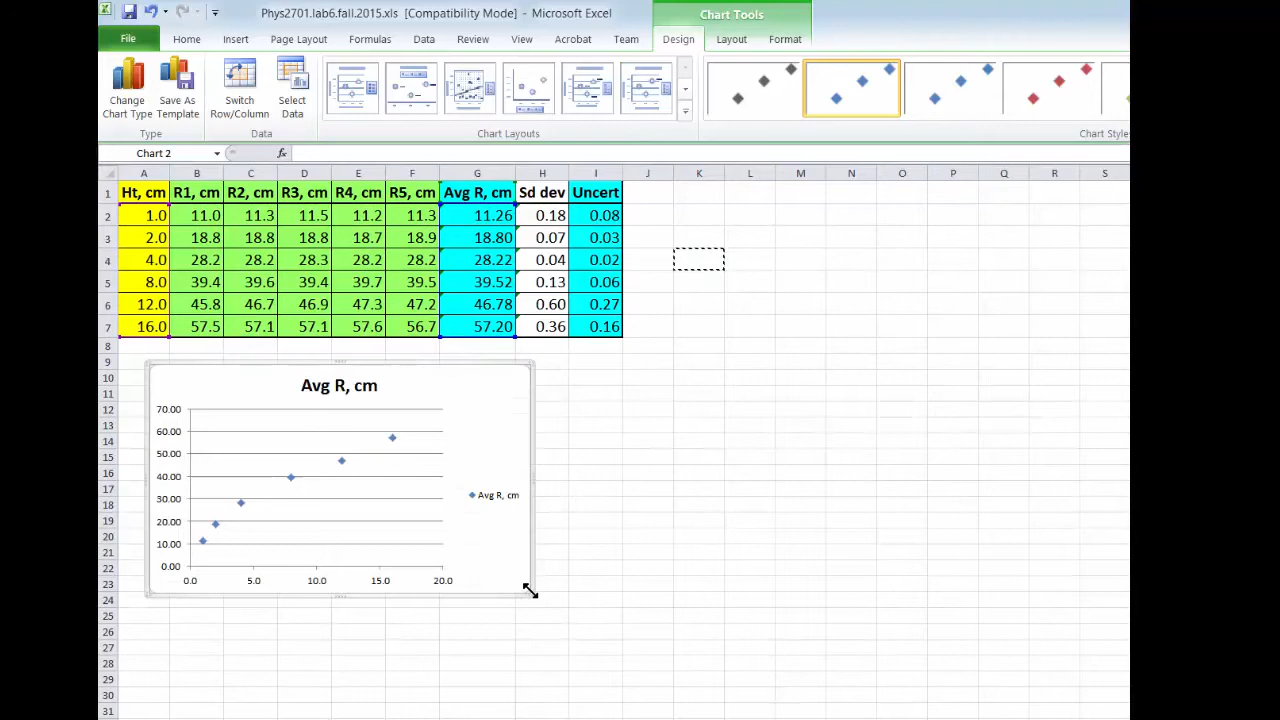 Phys2701.lab6.fall.2015.xls [Compatibility Mode] - Microsoft Excel
Chart Tools
File Home Insert Page Layout Formulas Data Review View Acrobat Team Design Layout Format
Change Chart Type
Save As Template
Switch Row/Column
Select Data
Type Data Chart Layouts Chart Styles
Chart 2 fx
A B C D E F G H I J K L M N O P Q R S
1 Ht, cm R1, cm R2, cm R3, cm R4, cm R5, cm Avg R, cm Sd dev Uncert
2 1.0 11.0 11.3 11.5 11.2 11.3 11.26 0.18 0.08
3 2.0 18.8 18.8 18.8 18.7 18.9 18.80 0.07 0.03
4 4.0 28.2 28.2 28.3 28.2 28.2 28.22 0.04 0.02
5 8.0 39.4 39.6 39.4 39.7 39.5 39.52 0.13 0.06
6 12.0 45.8 46.7 46.9 47.3 47.2 46.78 0.60 0.27
7 16.0 57.5 57.1 57.1 57.6 56.7 57.20 0.36 0.16
8
9
10
11
12
13
14
15
16
17
18
19
20
21
22
23
24
25
26
27
28
29
30
31
Avg R, cm
70.00
60.00
50.00
40.00
30.00
20.00
10.00
0.00
0.0 5.0 10.0 15.0 20.0
Avg R, cm